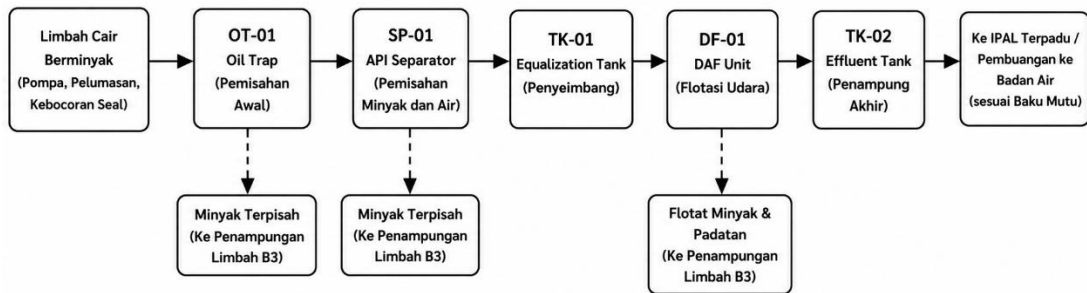 Limbah Cair
Berminyak
(Pompa, Pelumasan,
Kebocoran Seal)
OT-01
Oil Trap
(Pemisahan
Awal)
SP-01
API Separator
(Pemisahan
Minyak dan Air)
TK-01
Equalization Tank
(Penyeimbang)
DF-01
DAF Unit
(Flotasi Udara)
TK-02
Effluent Tank
(Penampung
Akhir)
Ke IPAL Terpadu /
Pembuangan ke
Badan Air
(sesuai Baku Mutu)
Minyak Terpisah
(Ke Penampungan
Limbah B3)
Minyak Terpisah
(Ke Penampungan
Limbah B3)
Flotat Minyak &
Padatan
(Ke Penampungan
Limbah B3)